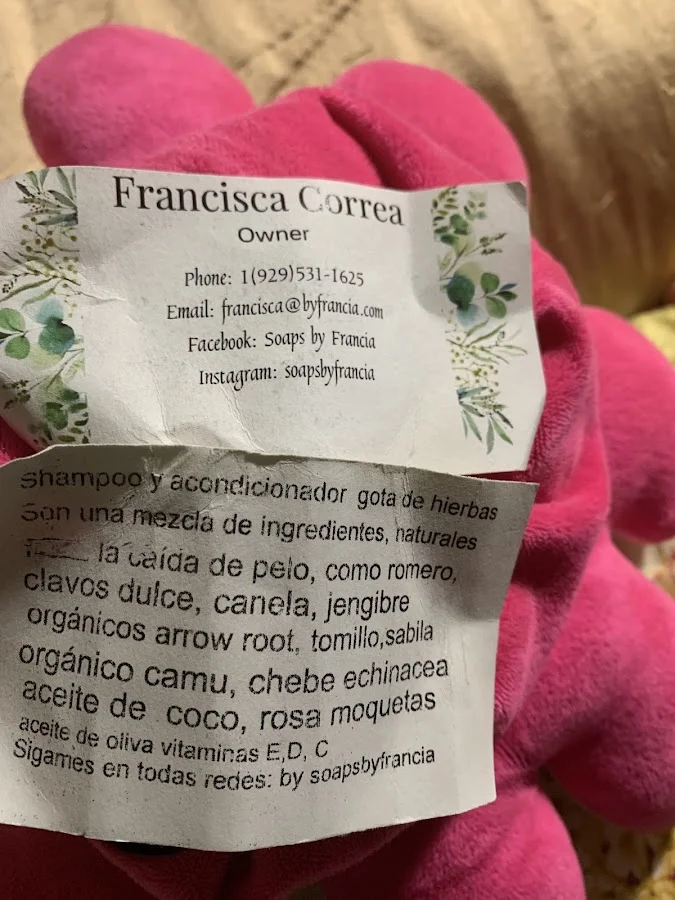 Francisca Correa
Owner
Phone: 1(929)531-1625
Email: francisca@byfrancia.com
Facebook: Soaps by Francia
Instagram: soapsbyfrancia
Shampoo y acondicionador gota de hierbas
Son una mezcla de ingredientes, naturales
la caída de pelo, como romero,
clavos dulce, canela, jengibre
orgánicos arrow root, tomillo,sabila
orgánico camu, chebe echinacea
aceite de coco, rosa moquetas
aceite de oliva vitaminas E,D, C
Sigames en todas redes: by soapsbyfrancia